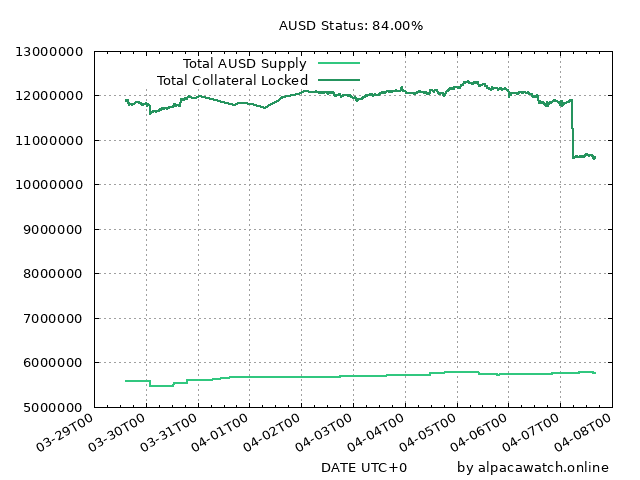 AUSD Status: 84.00%
Total AUSD Supply
Total Collateral Locked
13000000
12000000
11000000
10000000
9000000
8000000
7000000
6000000
5000000
03-29T00
03-30T00
03-31T00
04-01T00
04-02T00
04-03T00
04-04T00
04-05T00
04-06T00
04-07T00
04-08T00
DATE UTC+0
by alpacawatch.online